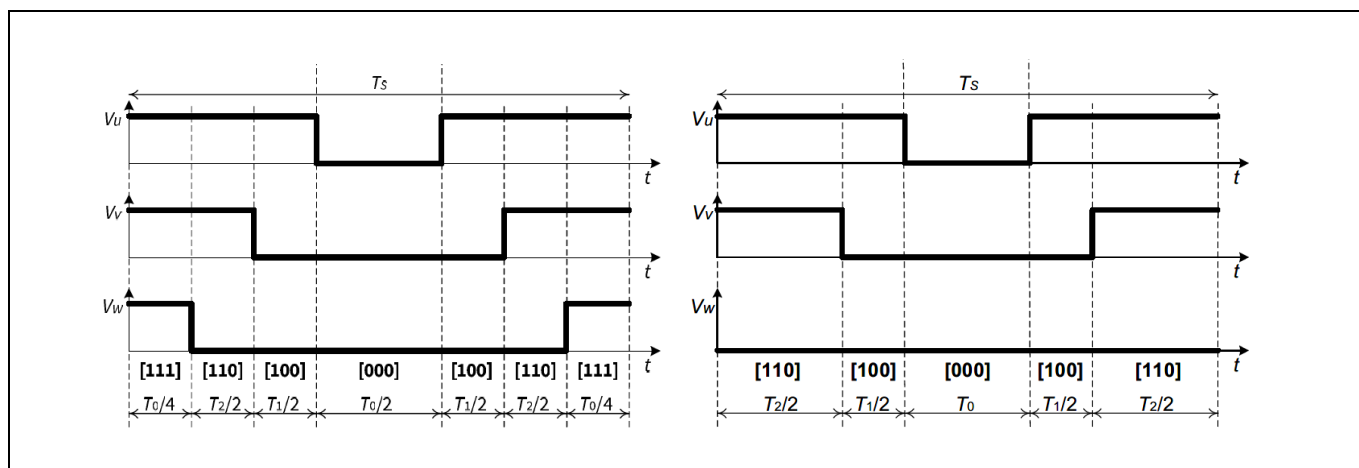 Ts
Vu
t
Vv
t
Vw
t
[111] [110] [100] [000] [100] [110] [111]
T0/4 T2/2 T1/2 T0/2 T1/2 T2/2 T0/4
Ts
Vu
t
Vv
t
Vw
t
[110] [100] [000] [100] [110]
T2/2 T1/2 T0 T1/2 T2/2